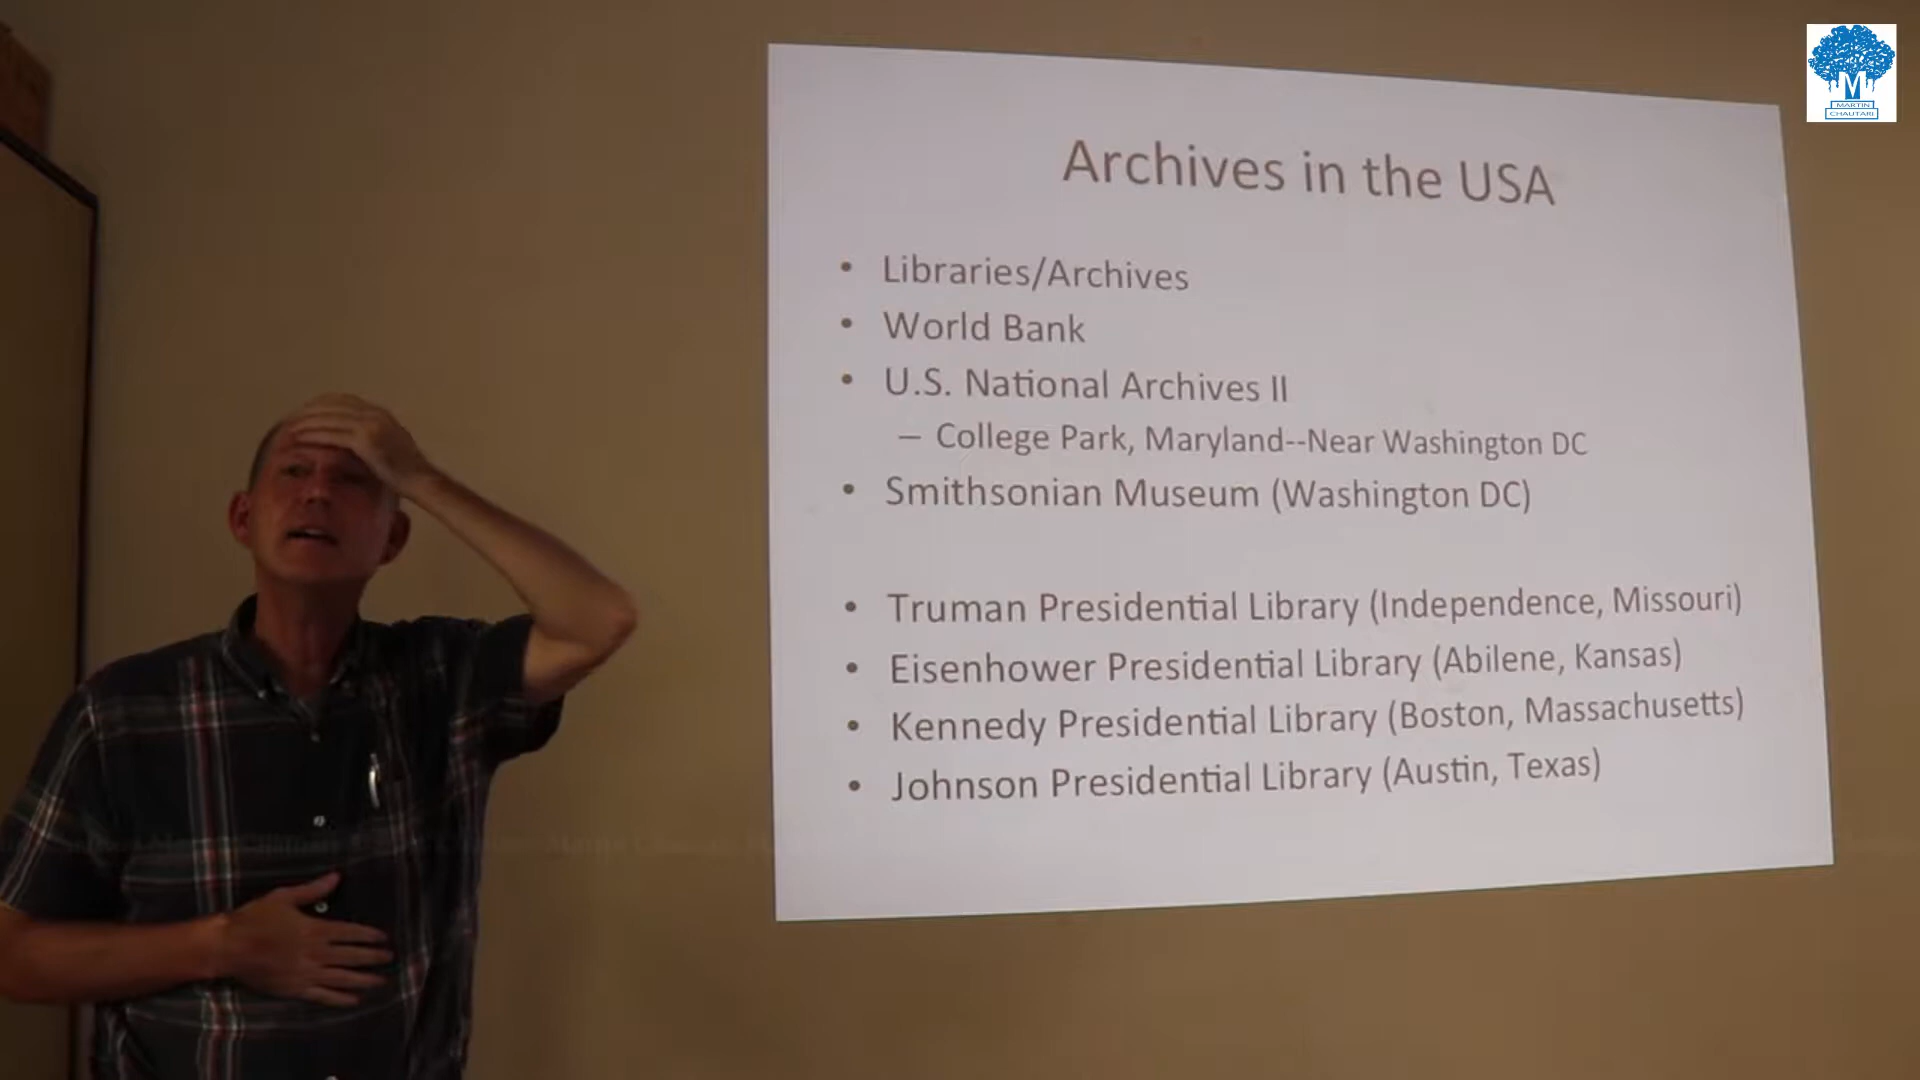 M
MARTIN
CHAUTARI
Archives in the USA
• Libraries/Archives
• World Bank
• U.S. National Archives II
– College Park, Maryland--Near Washington DC
• Smithsonian Museum (Washington DC)
• Truman Presidential Library (Independence, Missouri)
• Eisenhower Presidential Library (Abilene, Kansas)
• Kennedy Presidential Library (Boston, Massachusetts)
• Johnson Presidential Library (Austin, Texas)